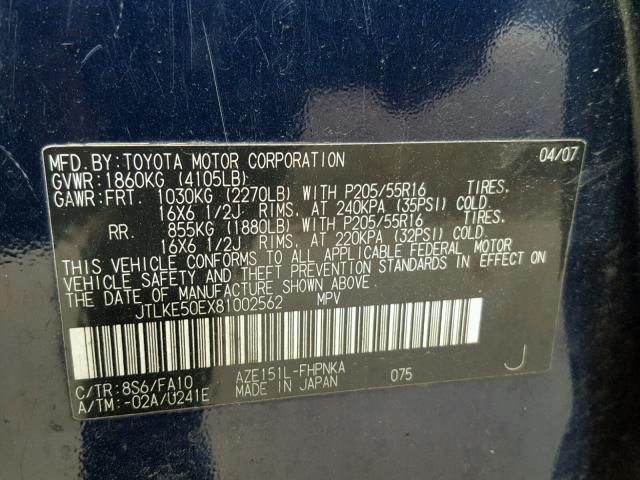 MFD.BY:TOYOTA MOTOR CORPORATION 04/07
GVWR:1860KG (4105LB)
GAWR:FRT. 1030KG (2270LB) WITH P205/55R16 TIRES,
16X6 1/2J RIMS, AT 240KPA (35PSI) COLD.
RR. 855KG (1880LB) WITH P205/55R16 TIRES,
16X6 1/2J RIMS, AT 220KPA (32PSI) COLD.
THIS VEHICLE CONFORMS TO ALL APPLICABLE FEDERAL MOTOR
VEHICLE SAFETY AND THEFT PREVENTION STANDARDS IN EFFECT ON
THE DATE OF MANUFACTURE SHOWN ABOVE.
JTLKE50EX81002562 MPV
C/TR:8S6/FA10 AZE151L-FHPNKA 075 J
A/TM:-02A/U241E MADE IN JAPAN